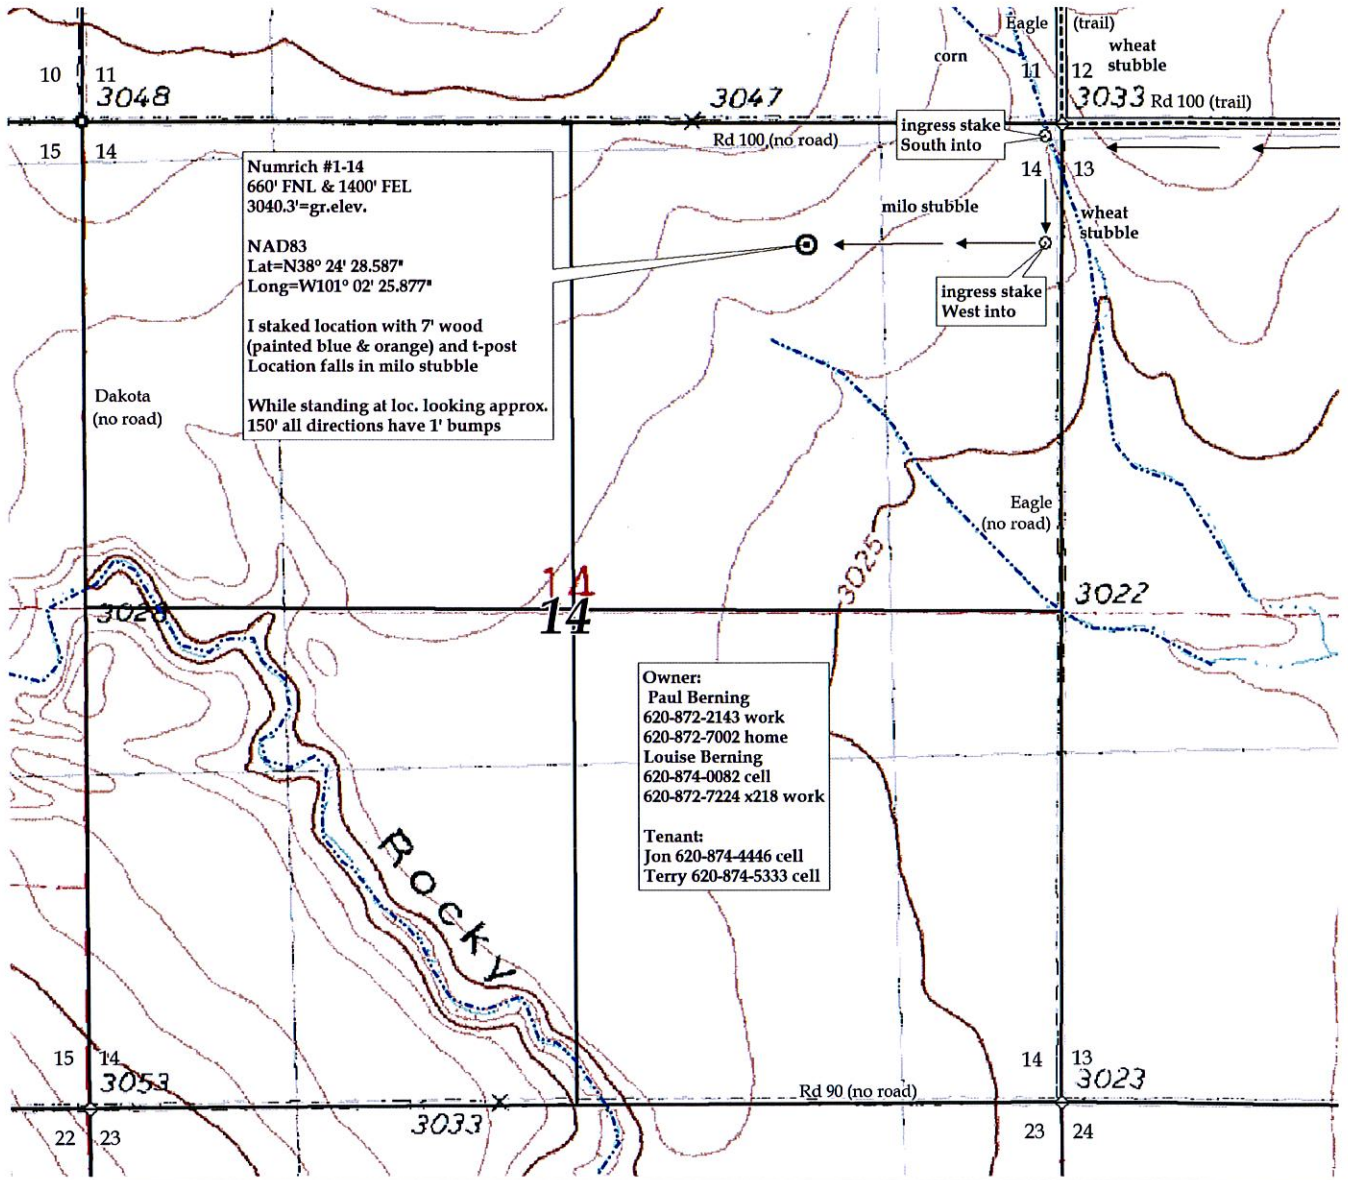 Eagle
(trail)
wheat
stubble
corn
10
11
11
12
3048
3047
3033
Rd 100 (trail)
Rd 100 (no road)
ingress stake
South into
15
14
14
13
Numrich #1-14
660' FNL & 1400' FEL
3040.3'=gr.elev.
NAD83
Lat=N38° 24' 28.587"
Long=W101° 02' 25.877"
I staked location with 7' wood
(painted blue & orange) and t-post
Location falls in milo stubble
While standing at loc. looking approx.
150' all directions have 1' bumps
milo stubble
wheat
stubble
ingress stake
West into
Dakota
(no road)
Eagle
(no road)
3025
14
14
3022
Owner:
Paul Berning
620-872-2143 work
620-872-7002 home
Louise Berning
620-874-0082 cell
620-872-7224 x218 work
Tenant:
Jon 620-874-4446 cell
Terry 620-874-5333 cell
Rocky
15
14
14
13
3053
3033
Rd 90 (no road)
3023
22
23
23
24